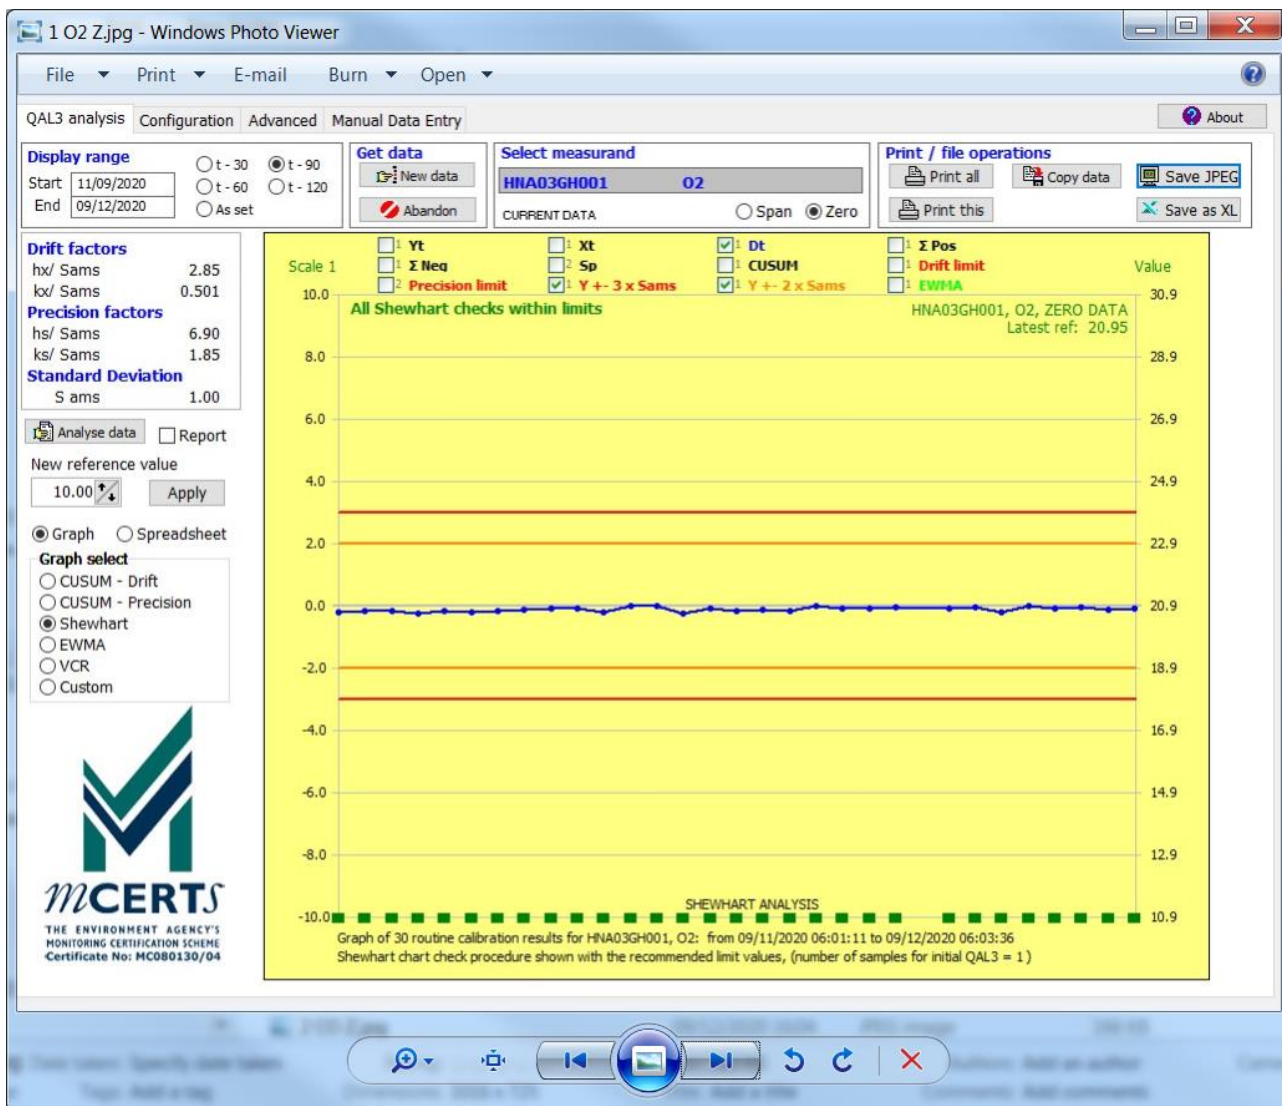 1 O2 Z.jpg - Windows Photo Viewer
File Print E-mail Burn Open
QAL3 analysis Configuration Advanced Manual Data Entry About
Display range
t - 30 t - 90
Start 11/09/2020 t - 60 t - 120
End 09/12/2020 As set
Get data
New data
Abandon
Select measurand
HNA03GH001 O2
CURRENT DATA Span Zero
Print / file operations
Print all Copy data Save JPEG
Print this Save as XL
Drift factors
hx/ Sams 2.85
kx/ Sams 0.501
Precision factors
hs/ Sams 6.90
ks/ Sams 1.85
Standard Deviation
S ams 1.00
Analyse data Report
New reference value
10.00 Apply
Graph Spreadsheet
Graph select
CUSUM - Drift
CUSUM - Precision
Shewhart
EWMA
VCR
Custom
mCERTS
THE ENVIRONMENT AGENCY'S
MONITORING CERTIFICATION SCHEME
Certificate No: MC080130/04
1 Yt 1 Xt 1 Dt 1 Σ Pos
1 Σ Neg 2 Sp 1 CUSUM 1 Drift limit
2 Precision limit 1 Y +- 3 x Sams 1 Y +- 2 x Sams 1 EWMA
Scale 1 Value
All Shewhart checks within limits
HNA03GH001, O2, ZERO DATA
Latest ref: 20.95
10.0 30.9
8.0 28.9
6.0 26.9
4.0 24.9
2.0 22.9
0.0 20.9
-2.0 18.9
-4.0 16.9
-6.0 14.9
-8.0 12.9
-10.0 10.9
SHEWHART ANALYSIS
Graph of 30 routine calibration results for HNA03GH001, O2: from 09/11/2020 06:01:11 to 09/12/2020 06:03:36
Shewhart chart check procedure shown with the recommended limit values, (number of samples for initial QAL3 = 1 )